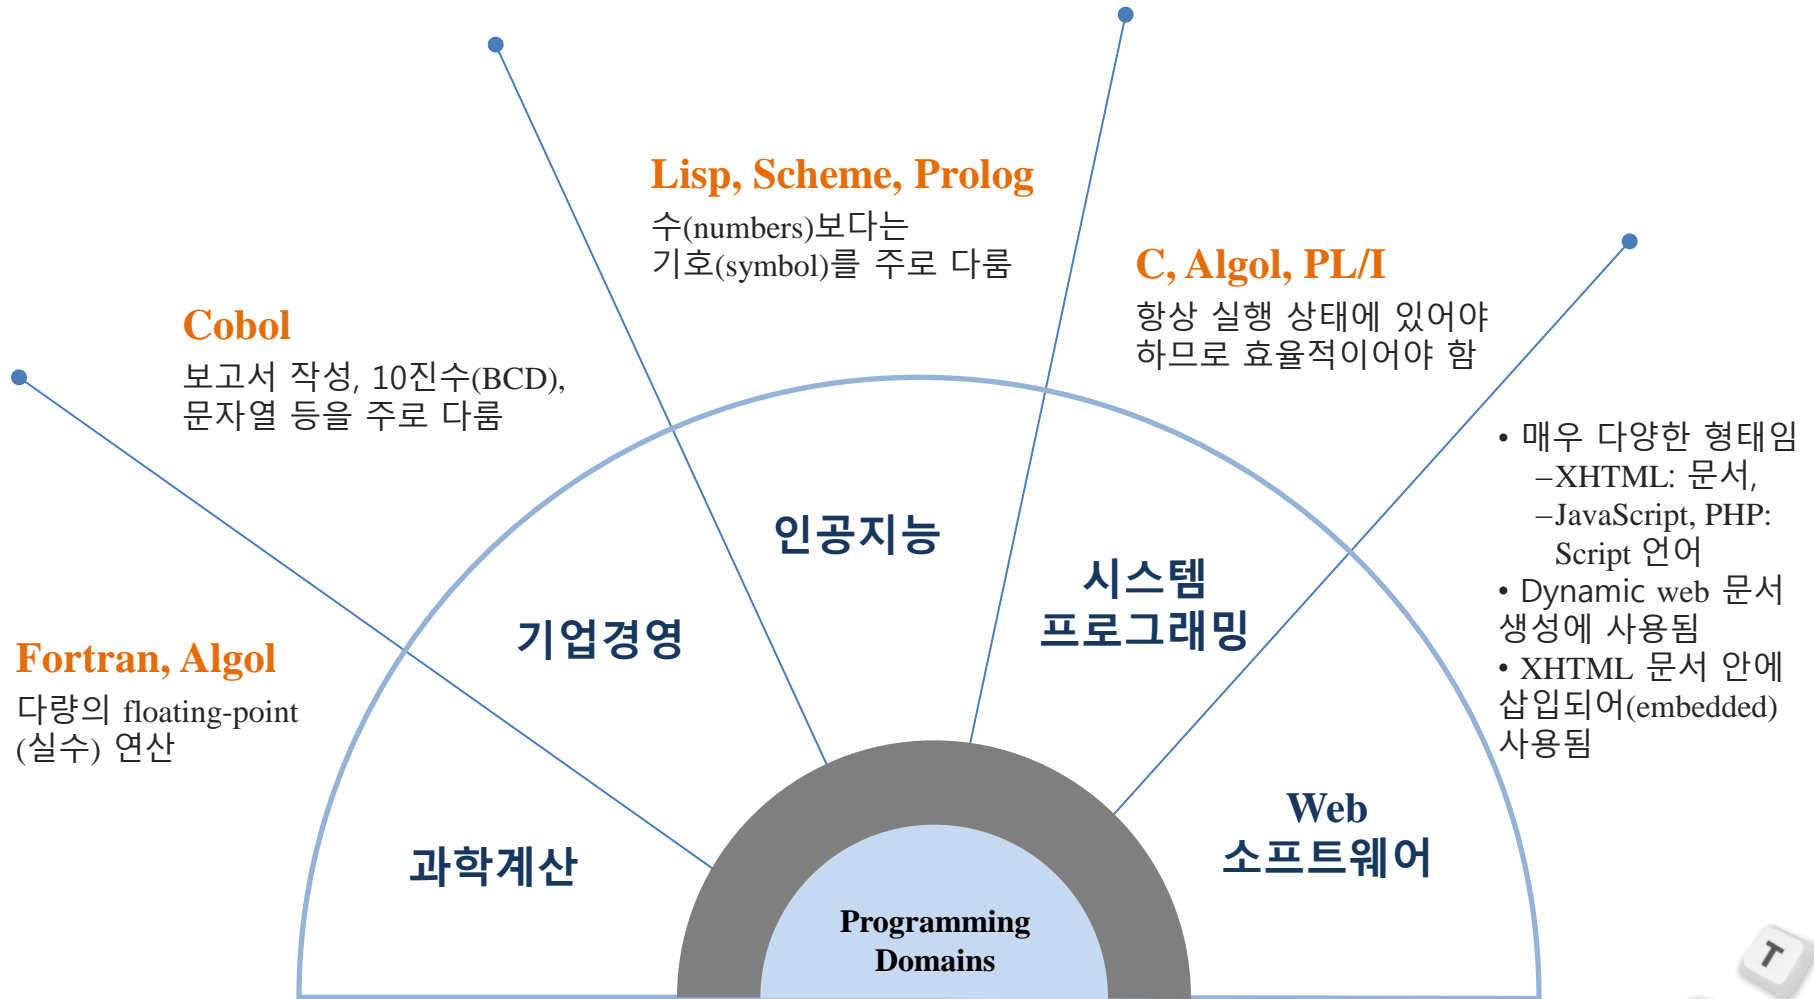 Fortran, Algol
다량의 floating-point
(실수) 연산
과학계산
Cobol
보고서 작성, 10진수(BCD),
문자열 등을 주로 다룸
기업경영
Lisp, Scheme, Prolog
수(numbers)보다는
기호(symbol)를 주로 다룸
인공지능
C, Algol, PL/I
항상 실행 상태에 있어야
하므로 효율적이어야 함
시스템
프로그래밍
• 매우 다양한 형태임
–XHTML: 문서,
–JavaScript, PHP:
Script 언어
• Dynamic web 문서
생성에 사용됨
• XHTML 문서 안에
삽입되어(embedded)
사용됨
Web
소프트웨어
Programming
Domains
T